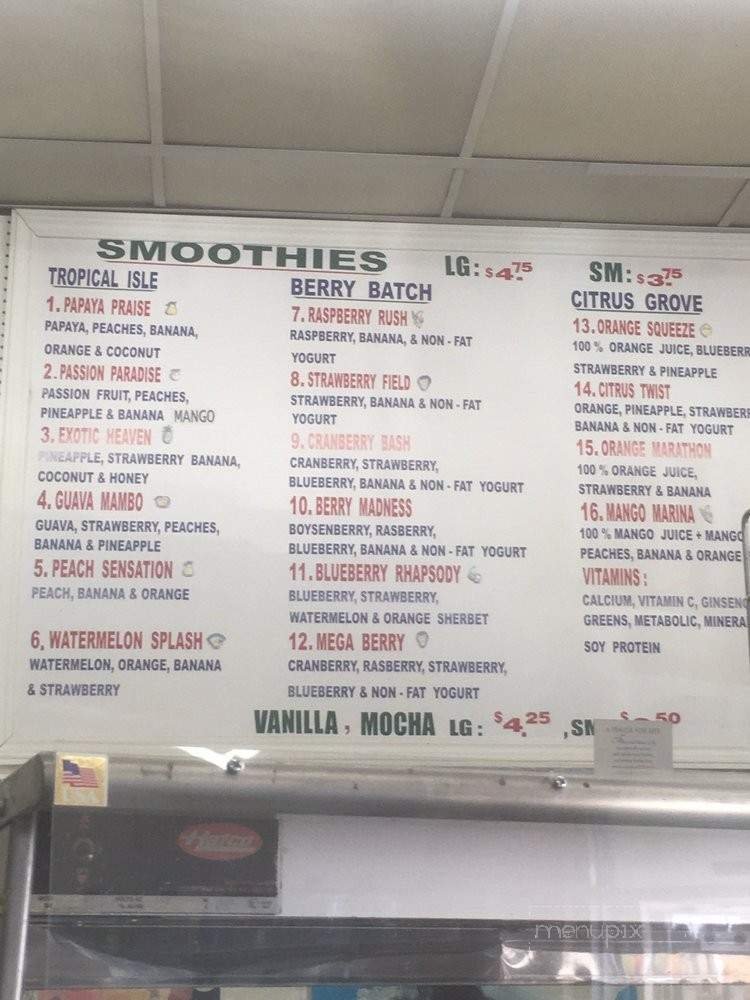 SMOOTHIES
LG: $4.75
SM: $3.75
TROPICAL ISLE
1. PAPAYA PRAISE
PAPAYA, PEACHES, BANANA,
ORANGE & COCONUT
2. PASSION PARADISE
PASSION FRUIT, PEACHES,
PINEAPPLE & BANANA MANGO
3. EXOTIC HEAVEN
PINEAPPLE, STRAWBERRY BANANA,
COCONUT & HONEY
4. GUAVA MAMBO
GUAVA, STRAWBERRY, PEACHES,
BANANA & PINEAPPLE
5. PEACH SENSATION
PEACH, BANANA & ORANGE
6. WATERMELON SPLASH
WATERMELON, ORANGE, BANANA
& STRAWBERRY
BERRY BATCH
7. RASPBERRY RUSH
RASPBERRY, BANANA, & NON - FAT
YOGURT
8. STRAWBERRY FIELD
STRAWBERRY, BANANA & NON - FAT
YOGURT
9. CRANBERRY BASH
CRANBERRY, STRAWBERRY,
BLUEBERRY, BANANA & NON - FAT YOGURT
10. BERRY MADNESS
BOYSENBERRY, RASBERRY,
BLUEBERRY, BANANA & NON - FAT YOGURT
11. BLUEBERRY RHAPSODY
BLUEBERRY, STRAWBERRY,
WATERMELON & ORANGE SHERBET
12. MEGA BERRY
CRANBERRY, RASBERRY, STRAWBERRY,
BLUEBERRY & NON - FAT YOGURT
CITRUS GROVE
13. ORANGE SQUEEZE
100 % ORANGE JUICE, BLUEBERR
STRAWBERRY & PINEAPPLE
14. CITRUS TWIST
ORANGE, PINEAPPLE, STRAWBERR
BANANA & NON - FAT YOGURT
15. ORANGE MARATHON
100 % ORANGE JUICE,
STRAWBERRY & BANANA
16. MANGO MARINA
100 % MANGO JUICE + MANGO
PEACHES, BANANA & ORANGE
VITAMINS :
CALCIUM, VITAMIN C, GINSENG
GREENS, METABOLIC, MINERA
SOY PROTEIN
VANILLA, MOCHA LG: $4.25 , SM
USA
Hatco
menupix